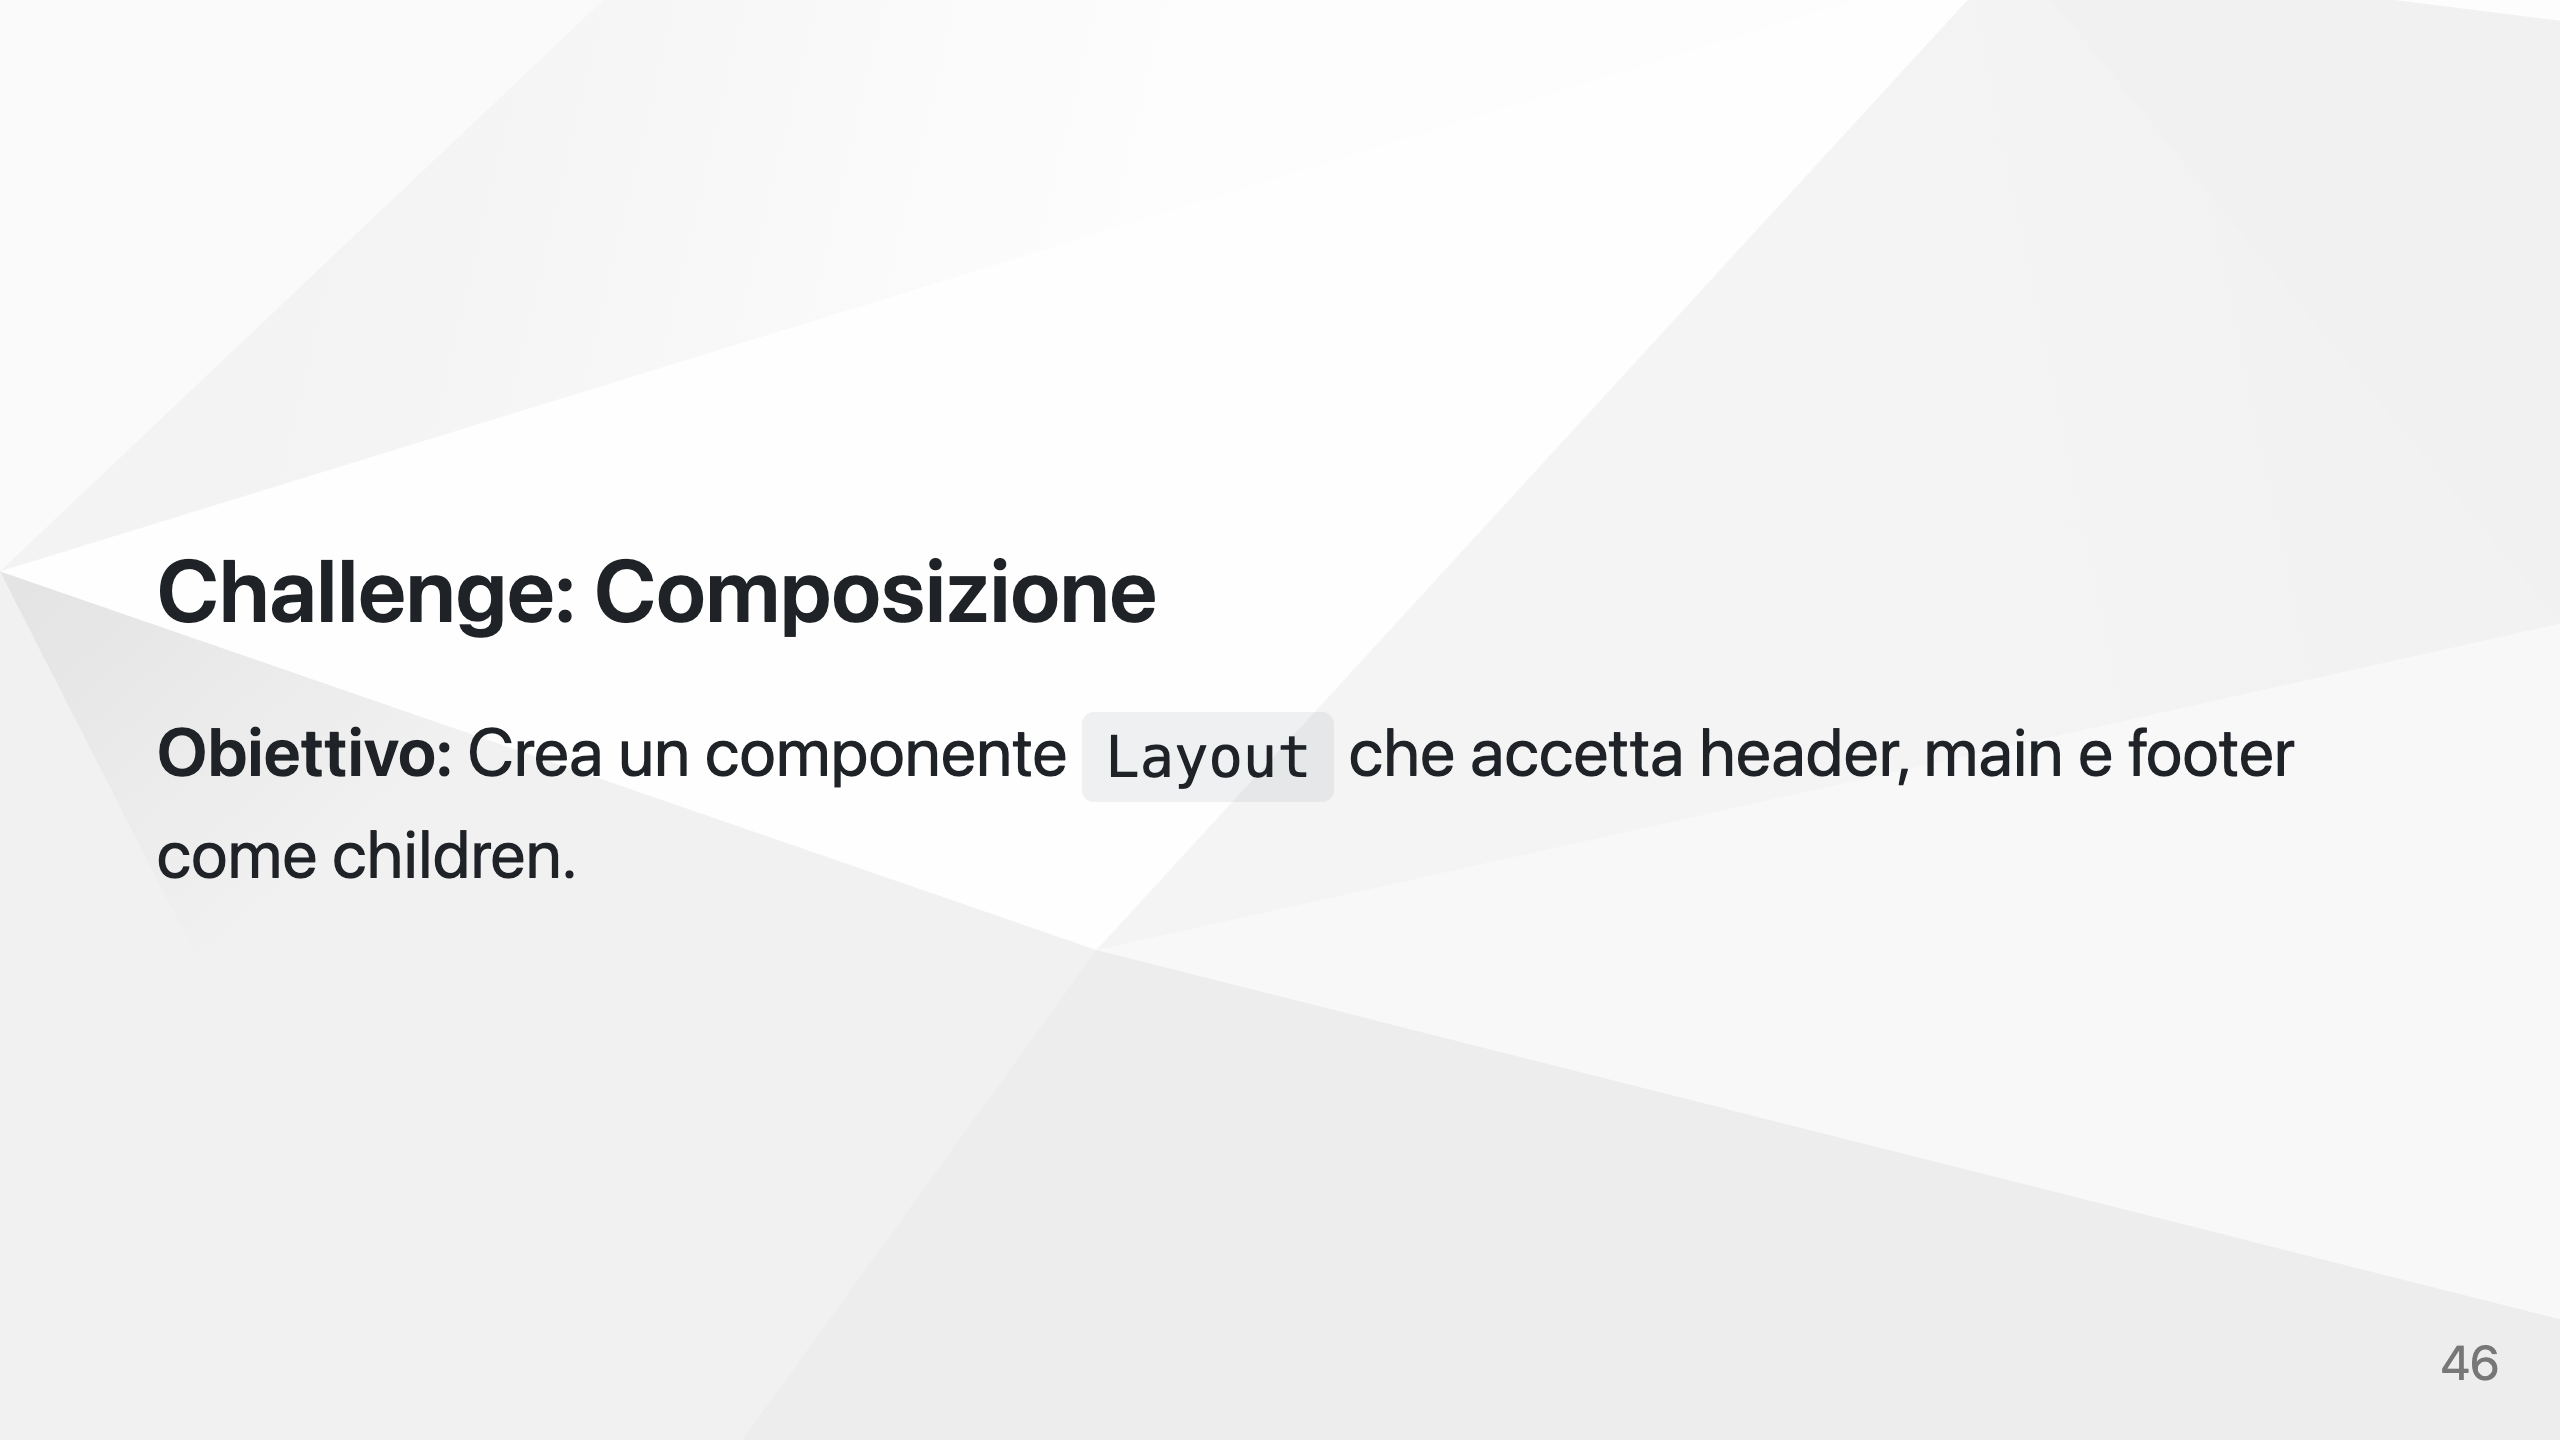 Challenge: Composizione
Obiettivo: Crea un componente Layout che accetta header, main e footer
come children.
46